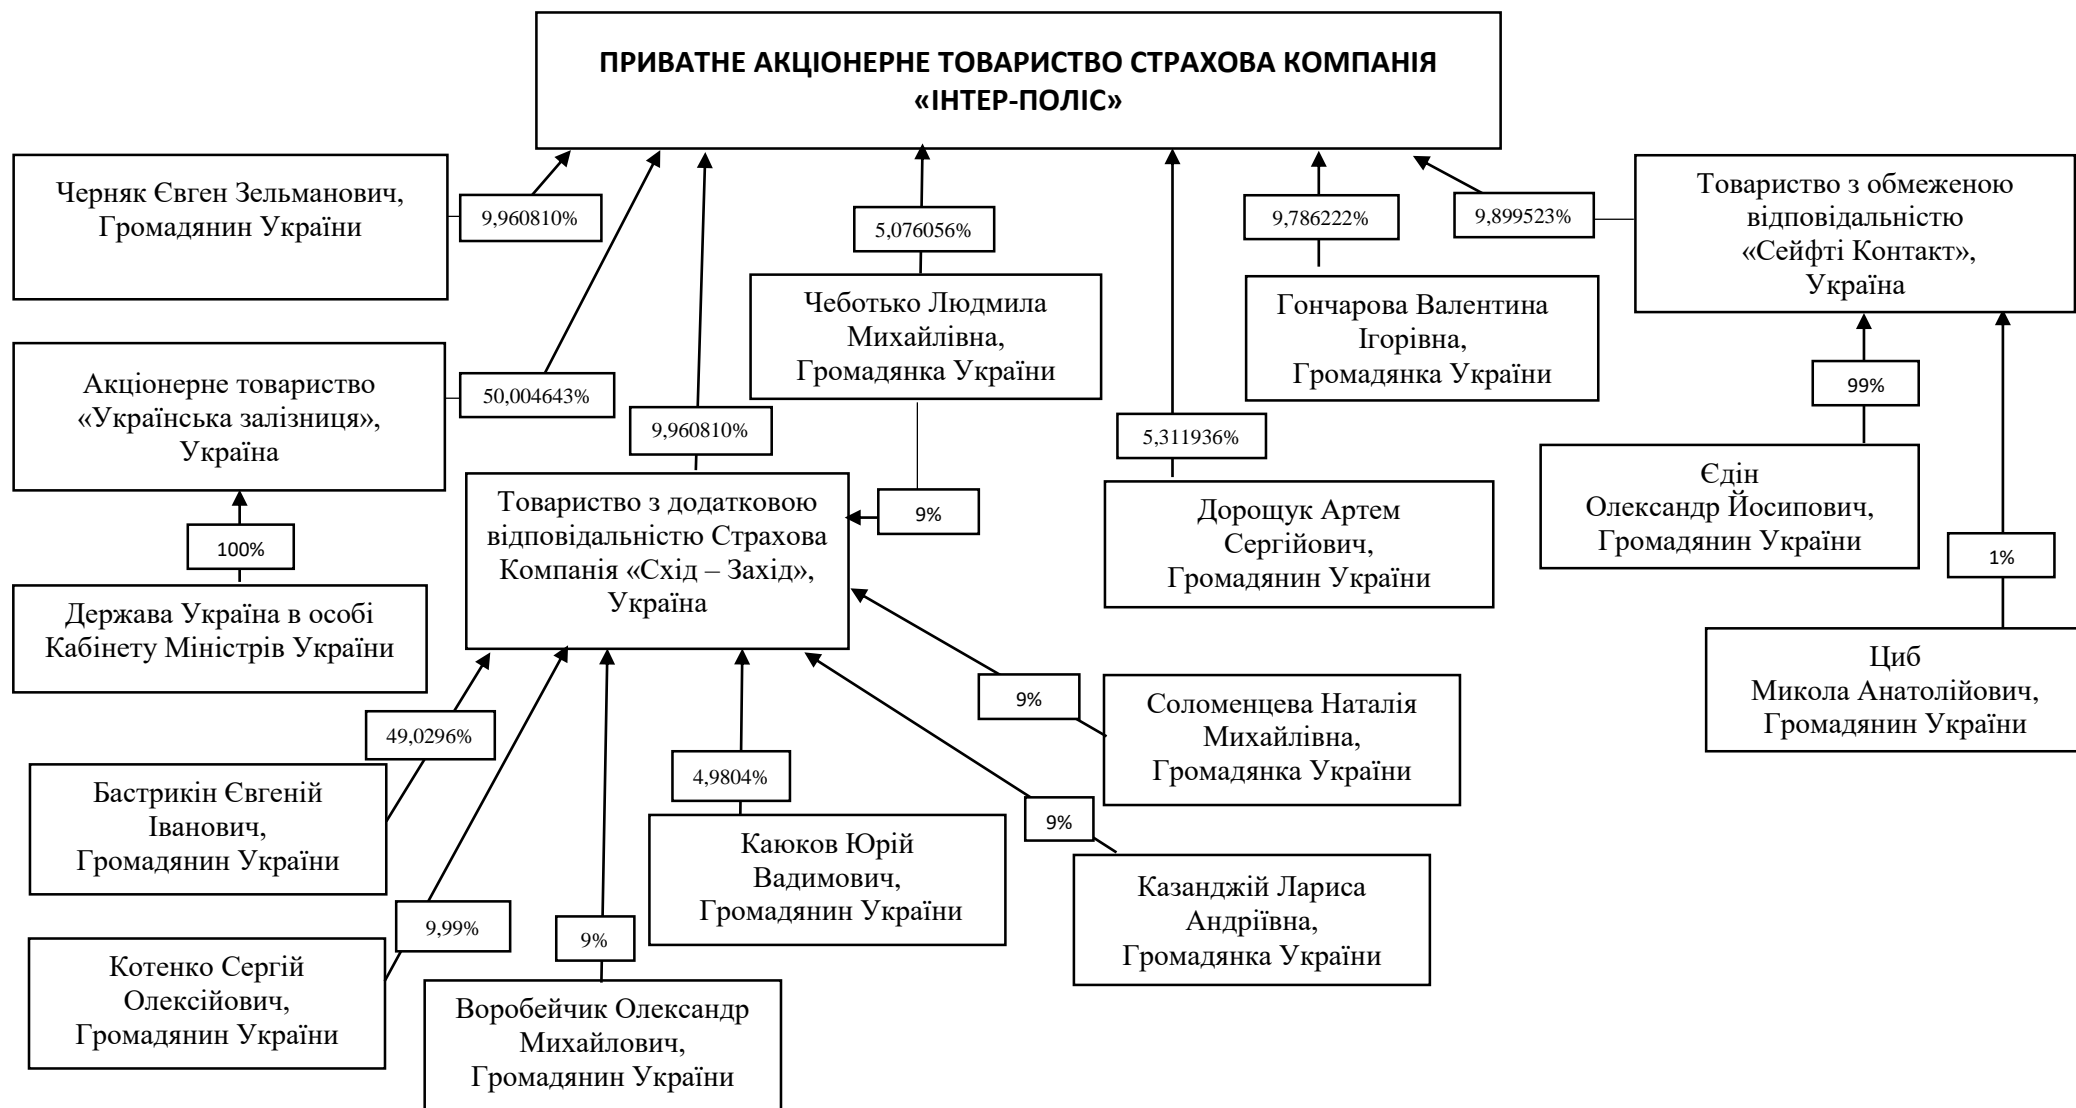 ПРИВАТНЕ АКЦІОНЕРНЕ ТОВАРИСТВО СТРАХОВА КОМПАНІЯ
«ІНТЕР-ПОЛІС»
Черняк Євген Зельманович,
Громадянин України
9,960810%
5,076056%
9,786222%
9,899523%
Товариство з обмеженою
відповідальністю
«Сейфті Контакт»,
Україна
Чеботько Людмила
Михайлівна,
Громадянка України
Гончарова Валентина
Ігорівна,
Громадянка України
Акціонерне товариство
«Українська залізниця»,
Україна
50,004643%
9,960810%
5,311936%
99%
Товариство з додатковою
відповідальністю Страхова
Компанія «Схід – Захід»,
Україна
9%
Дорощук Артем
Сергійович,
Громадянин України
Єдін
Олександр Йосипович,
Громадянин України
100%
1%
Держава Україна в особі
Кабінету Міністрів України
Циб
Микола Анатолійович,
Громадянин України
49,0296%
4,9804%
9%
Соломенцева Наталія
Михайлівна,
Громадянка України
Бастрикін Євгеній
Іванович,
Громадянин України
Каюков Юрій
Вадимович,
Громадянин України
9%
Казанджій Лариса
Андріївна,
Громадянка України
9,99%
9%
Котенко Сергій
Олексійович,
Громадянин України
Воробейчик Олександр
Михайлович,
Громадянин України